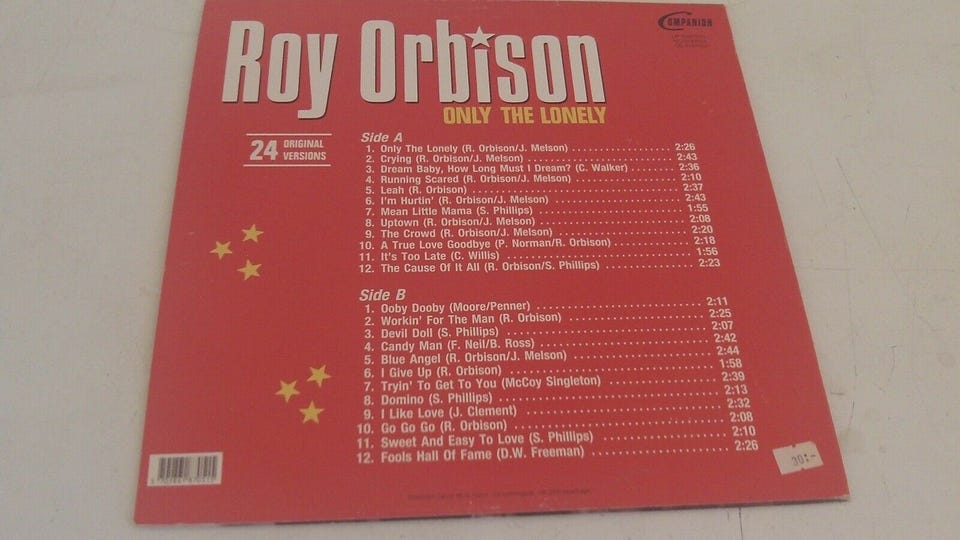 Roy Orbison
COMPANION
ONLY THE LONELY
24 ORIGINAL
VERSIONS
Side A
1. Only The Lonely (R. Orbison/J. Melson) 2:26
2. Crying (R. Orbison/J. Melson) 2:43
3. Dream Baby, How Long Must I Dream? (C. Walker) 2:36
4. Running Scared (R. Orbison/J. Melson) 2:10
5. Leah (R. Orbison) 2:37
6. I'm Hurtin' (R. Orbison/J. Melson) 2:43
7. Mean Little Mama (S. Phillips) 1:55
8. Uptown (R. Orbison/J. Melson) 2:08
9. The Crowd (R. Orbison/J. Melson) 2:20
10. A True Love Goodbye (P. Norman/R. Orbison) 2:18
11. It's Too Late (C. Willis) 1:56
12. The Cause Of It All (R. Orbison/S. Phillips) 2:23
Side B
1. Ooby Dooby (Moore/Penner) 2:11
2. Workin' For The Man (R. Orbison) 2:25
3. Devil Doll (S. Phillips) 2:07
4. Candy Man (F. Neil/B. Ross) 2:42
5. Blue Angel (R. Orbison/J. Melson) 2:44
6. I Give Up (R. Orbison) 1:58
7. Tryin' To Get To You (McCoy Singleton) 2:39
8. Domino (S. Phillips) 2:13
9. I Like Love (J. Clement) 2:32
10. Go Go Go (R. Orbison) 2:08
11. Sweet And Easy To Love (S. Phillips) 2:10
12. Fools Hall Of Fame (D.W. Freeman) 2:26
30:-